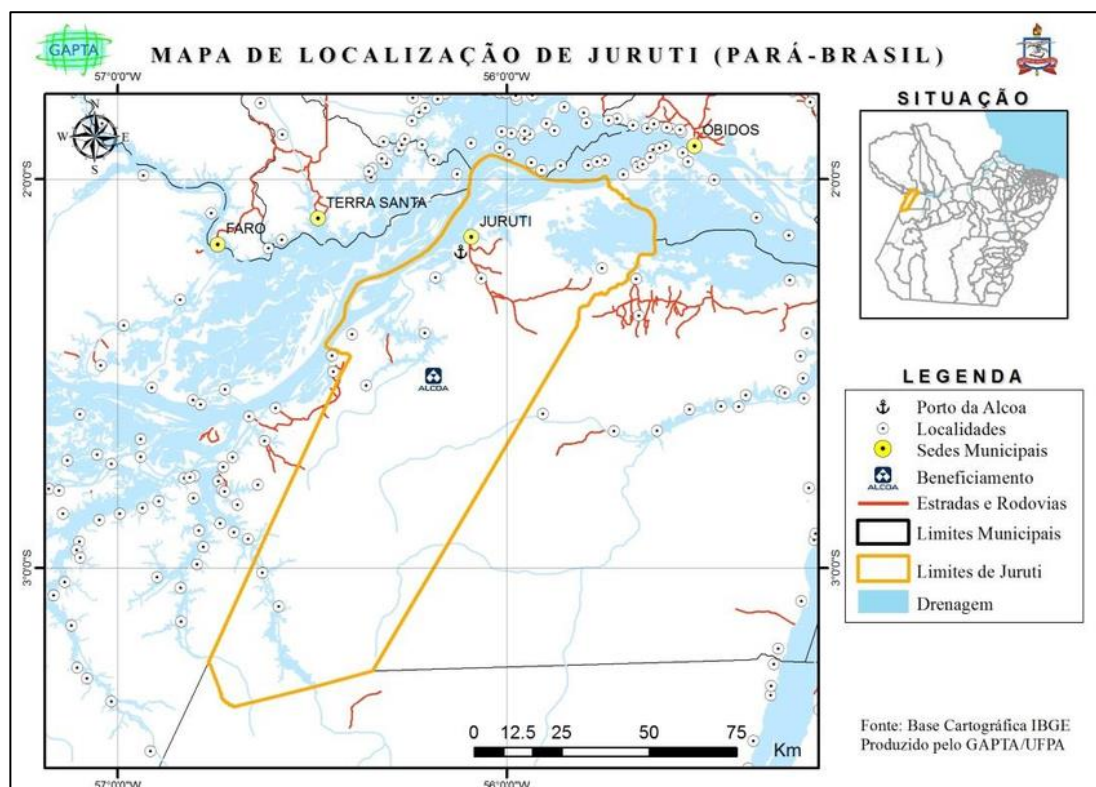 GAPTA
MAPA DE LOCALIZAÇÃO DE JURUTI (PARÁ-BRASIL)
57°0'0"W
56°0'0"W
N
W
E
S
ÓBIDOS
2°0'0"S
2°0'0"S
TERRA SANTA
FARO
JURUTI
ALCOA
3°0'0"S
3°0'0"S
0 12.5 25 50 75
Km
57°0'0"W
56°0'0"W
SITUAÇÃO
LEGENDA
Porto da Alcoa
Localidades
Sedes Municipais
ALCOA
Beneficiamento
Estradas e Rodovias
Limites Municipais
Limites de Juruti
Drenagem
Fonte: Base Cartográfica IBGE
Produzido pelo GAPTA/UFPA